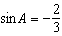 sin A = −2/3